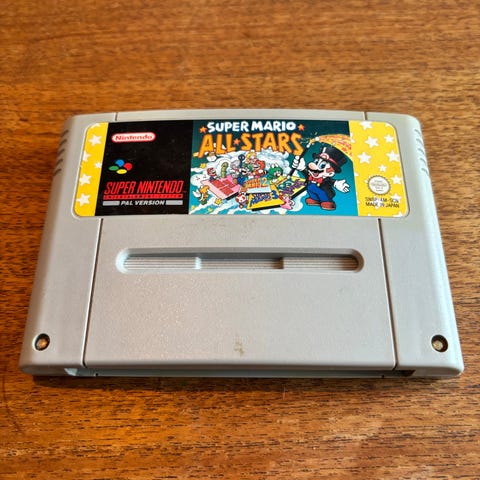 Nintendo
SUPER NINTENDO
ENTERTAINMENT SYSTEM
PAL VERSION
SUPER MARIO
ALL★STARS
MADE IN JAPAN